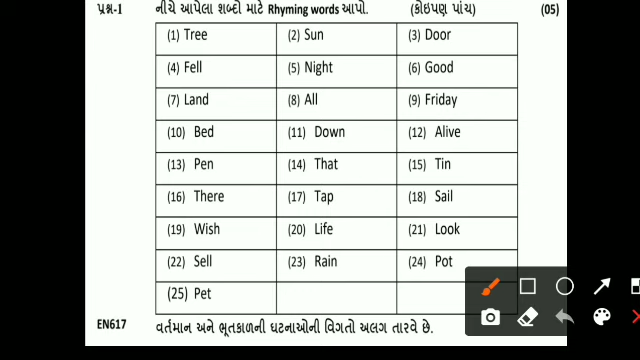 પ્રશ્ન-1 નીચે આપેલા શબ્દો માટે Rhyming words આપો. (કોઇપણ પાંચ) (05)
(1) Tree (2) Sun (3) Door
(4) Fell (5) Night (6) Good
(7) Land (8) All (9) Friday
(10) Bed (11) Down (12) Alive
(13) Pen (14) That (15) Tin
(16) There (17) Tap (18) Sail
(19) Wish (20) Life (21) Look
(22) Sell (23) Rain (24) Pot
(25) Pet
EN617 વર્તમાન અને ભૂતકાળની ઘટનાઓની વિગતો અલગ તારવે છે.